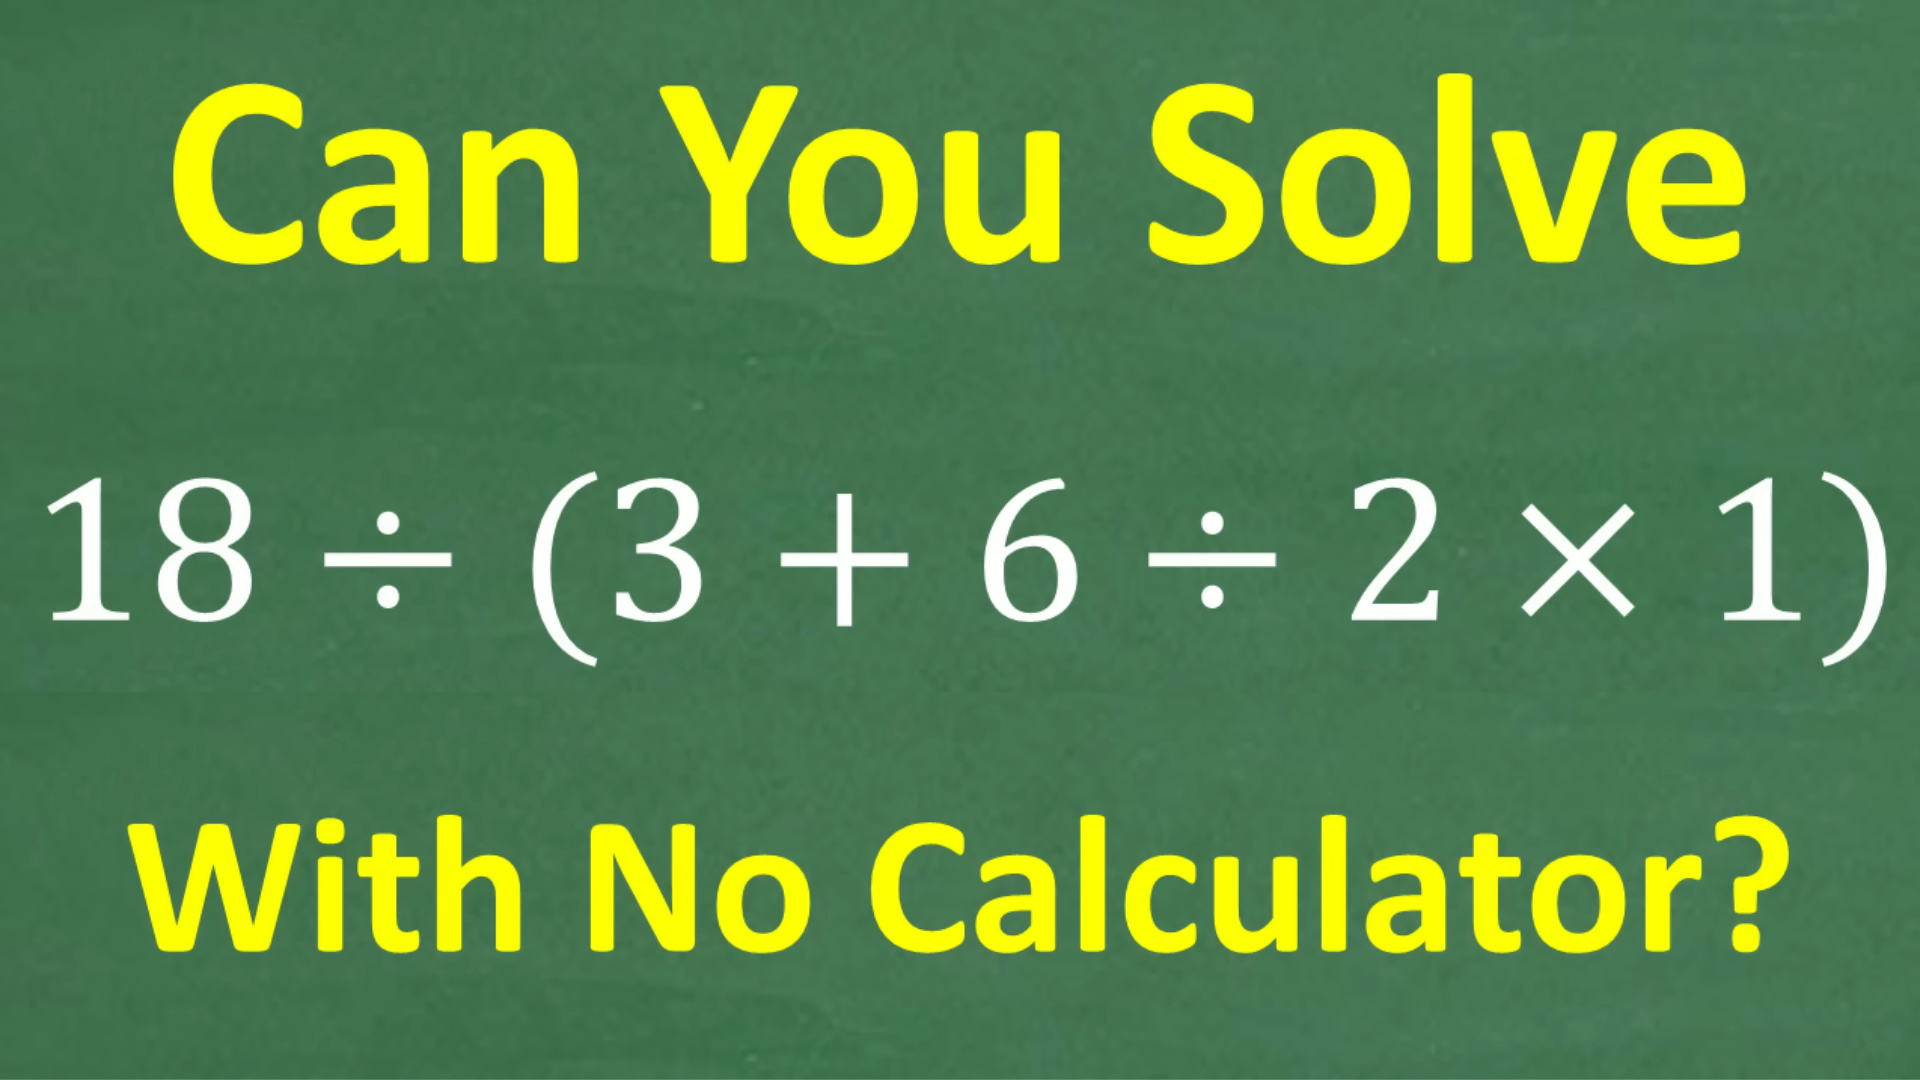 Can You Solve
18 ÷ (3 + 6 ÷ 2 × 1)
With No Calculator?